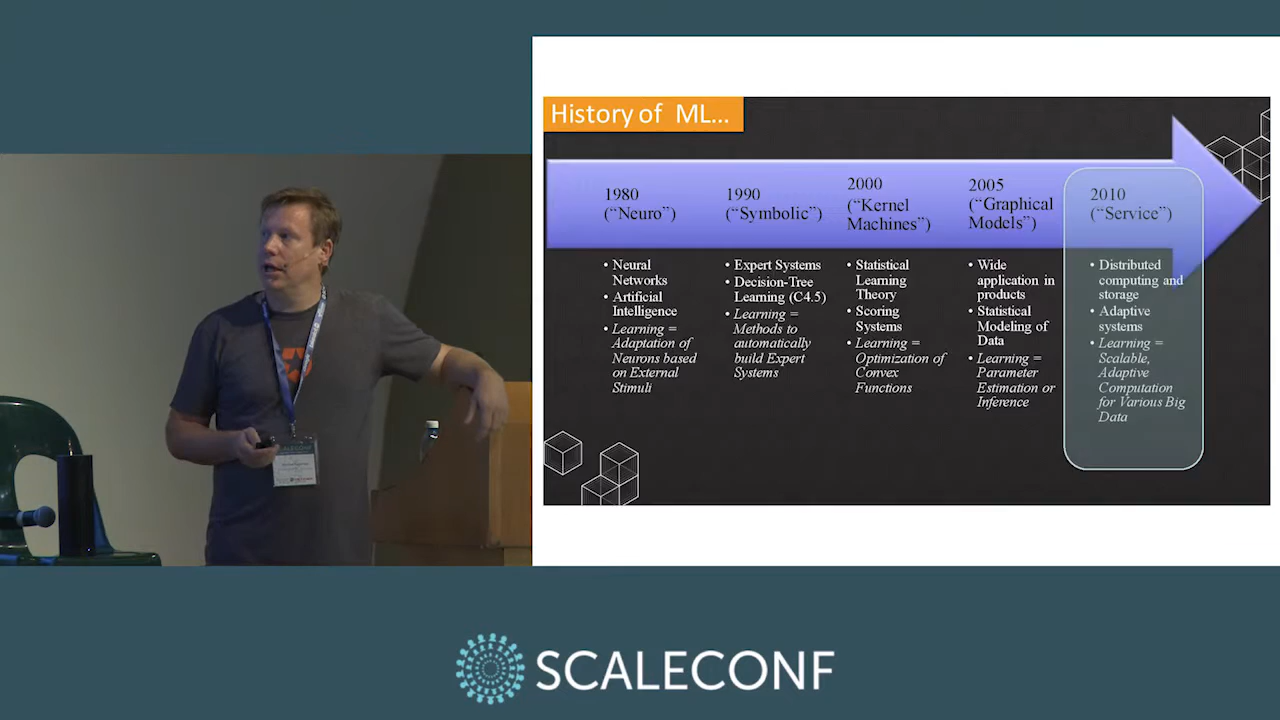 History of ML...
1980
("Neuro")
1990
("Symbolic")
2000
("Kernel
Machines")
2005
("Graphical
Models")
2010
("Service")
• Neural
Networks
• Artificial
Intelligence
• Learning =
Adaptation of
Neurons based
on External
Stimuli
• Expert Systems
• Decision-Tree
Learning (C4.5)
• Learning =
Methods to
automatically
build Expert
Systems
• Statistical
Learning
Theory
• Scoring
Systems
• Learning =
Optimization of
Convex
Functions
• Wide
application in
products
• Statistical
Modeling of
Data
• Learning =
Parameter
Estimation or
Inference
• Distributed
computing and
storage
• Adaptive
systems
• Learning =
Scalable,
Adaptive
Computation
for Various Big
Data
SCALECONF